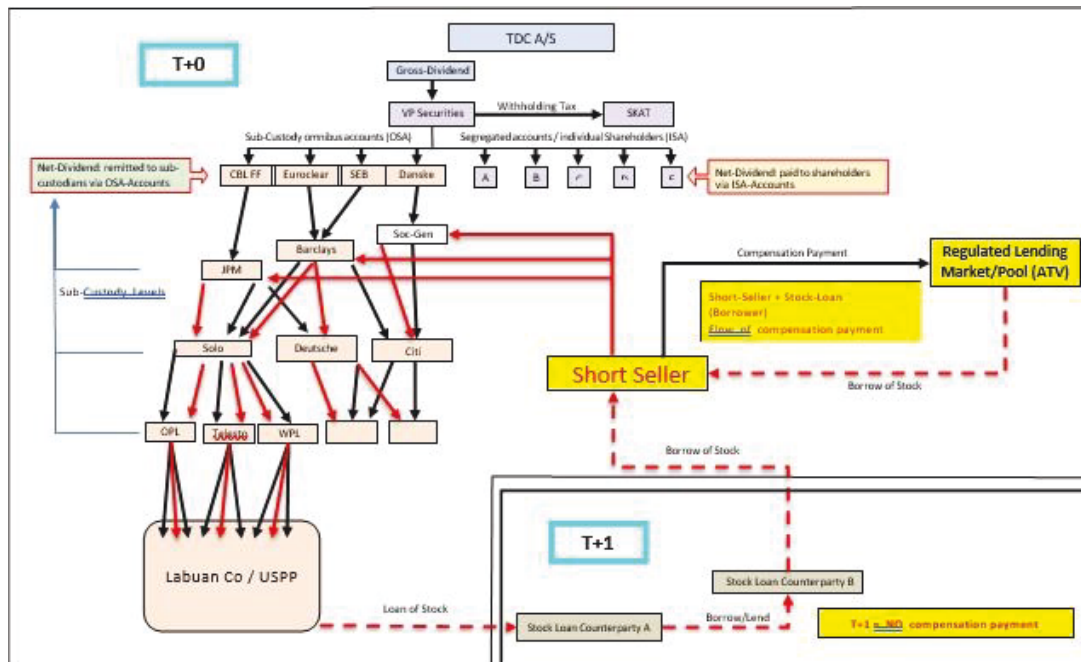 TDC A/S
T+0
Gross-Dividend
VP Securities
Withholding Tax
SKAT
Sub-Custody omnibus accounts (OSA)
Segregated accounts / individual Shareholders (ISA)
Net-Dividend: remitted to sub-
custodians via OSA-Accounts
CBL FF
Euroclear
SEB
Danske
A
B
Net-Dividend: paid to shareholders
via ISA-Accounts
Soc-Gen
Barclays
JPM
Compensation Payment
Regulated Lending
Market/Pool (ATV)
Sub-Custody Levels
Short-Seller + Stock-Loan
(Borrower)
Flow of compensation payment
Solo
Deutsche
Citi
Short Seller
Borrow of Stock
OPL
Telesto
WPL
Borrow of Stock
T+1
Labuan Co / USPP
Stock Loan Counterparty B
Loan of Stock
Stock Loan Counterparty A
Borrow/Lend
T+1 = NO compensation payment